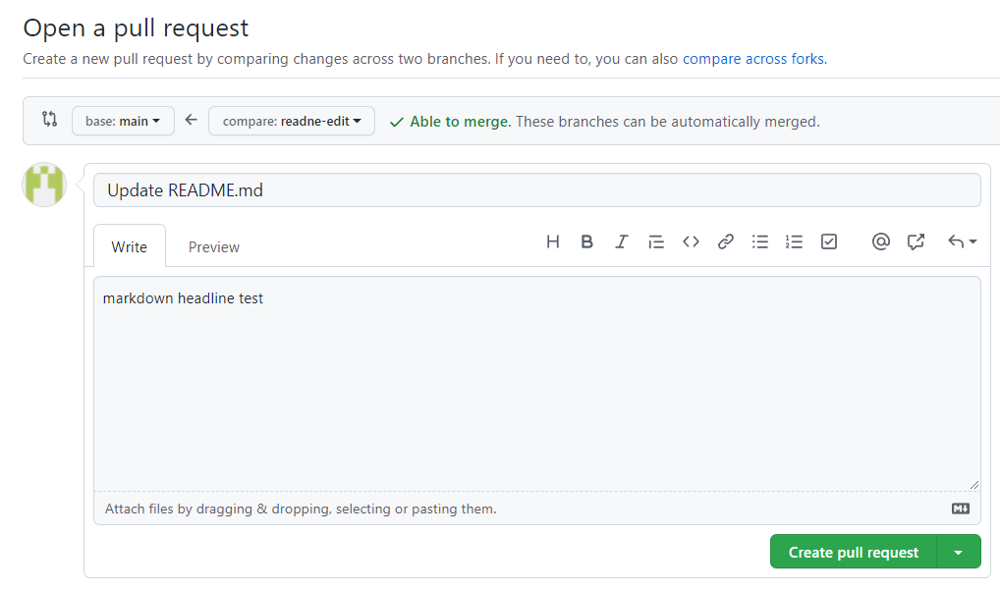 Open a pull request
Create a new pull request by comparing changes across two branches. If you need to, you can also compare across forks.
base: main compare: readne-edit Able to merge. These branches can be automatically merged.
Update README.md
Write Preview H B I @
markdown headline test
Attach files by dragging & dropping, selecting or pasting them. M
Create pull request